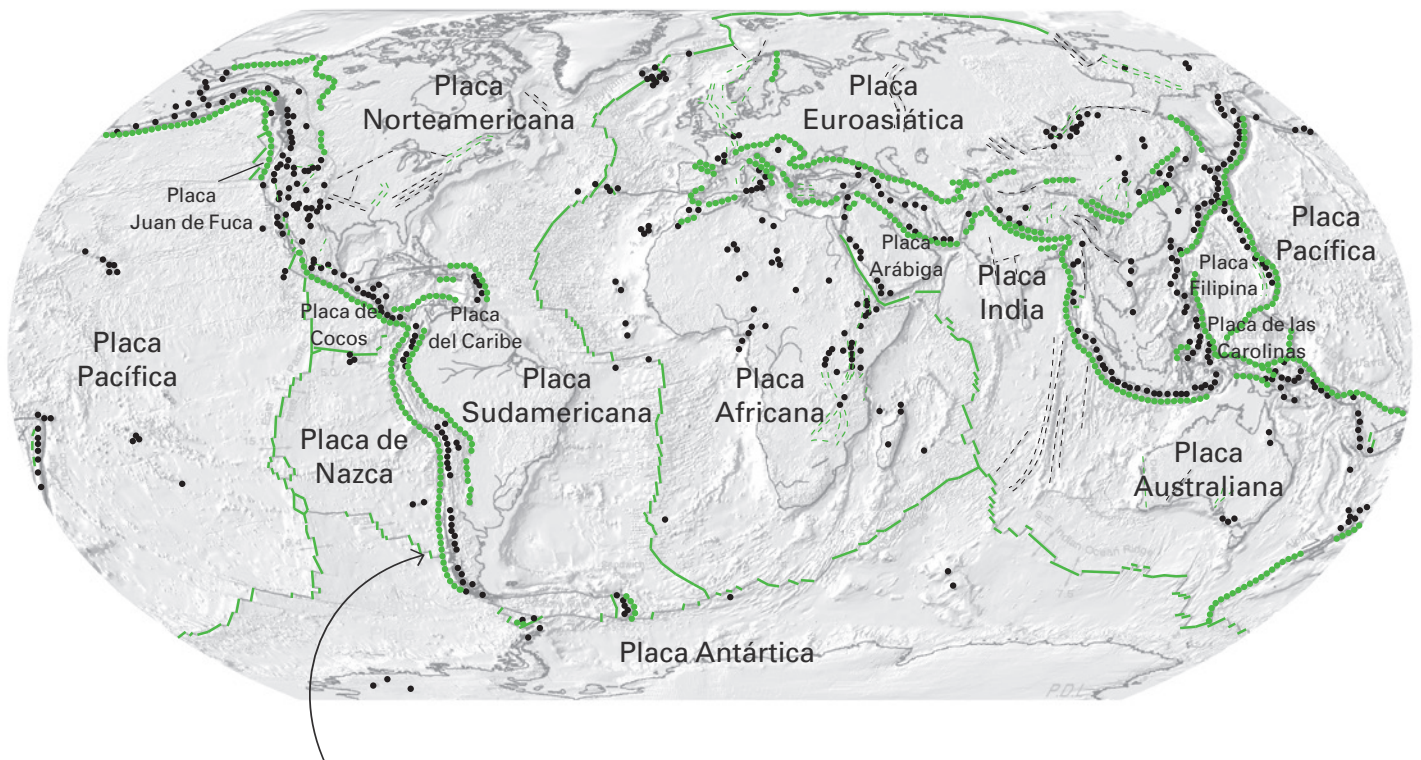 Placa
Norteamericana
Placa
Euroasiática
Placa
Juan de Fuca
Placa
Pacífica
Placa
Arábiga
Placa
India
Placa
Filipina
Placa de
Cocos
Placa
del Caribe
Placa de las
Carolinas
Placa
Pacífica
Placa
Sudamericana
Placa
Africana
Placa de
Nazca
Placa
Australiana
Placa Antártica
P.D.L.